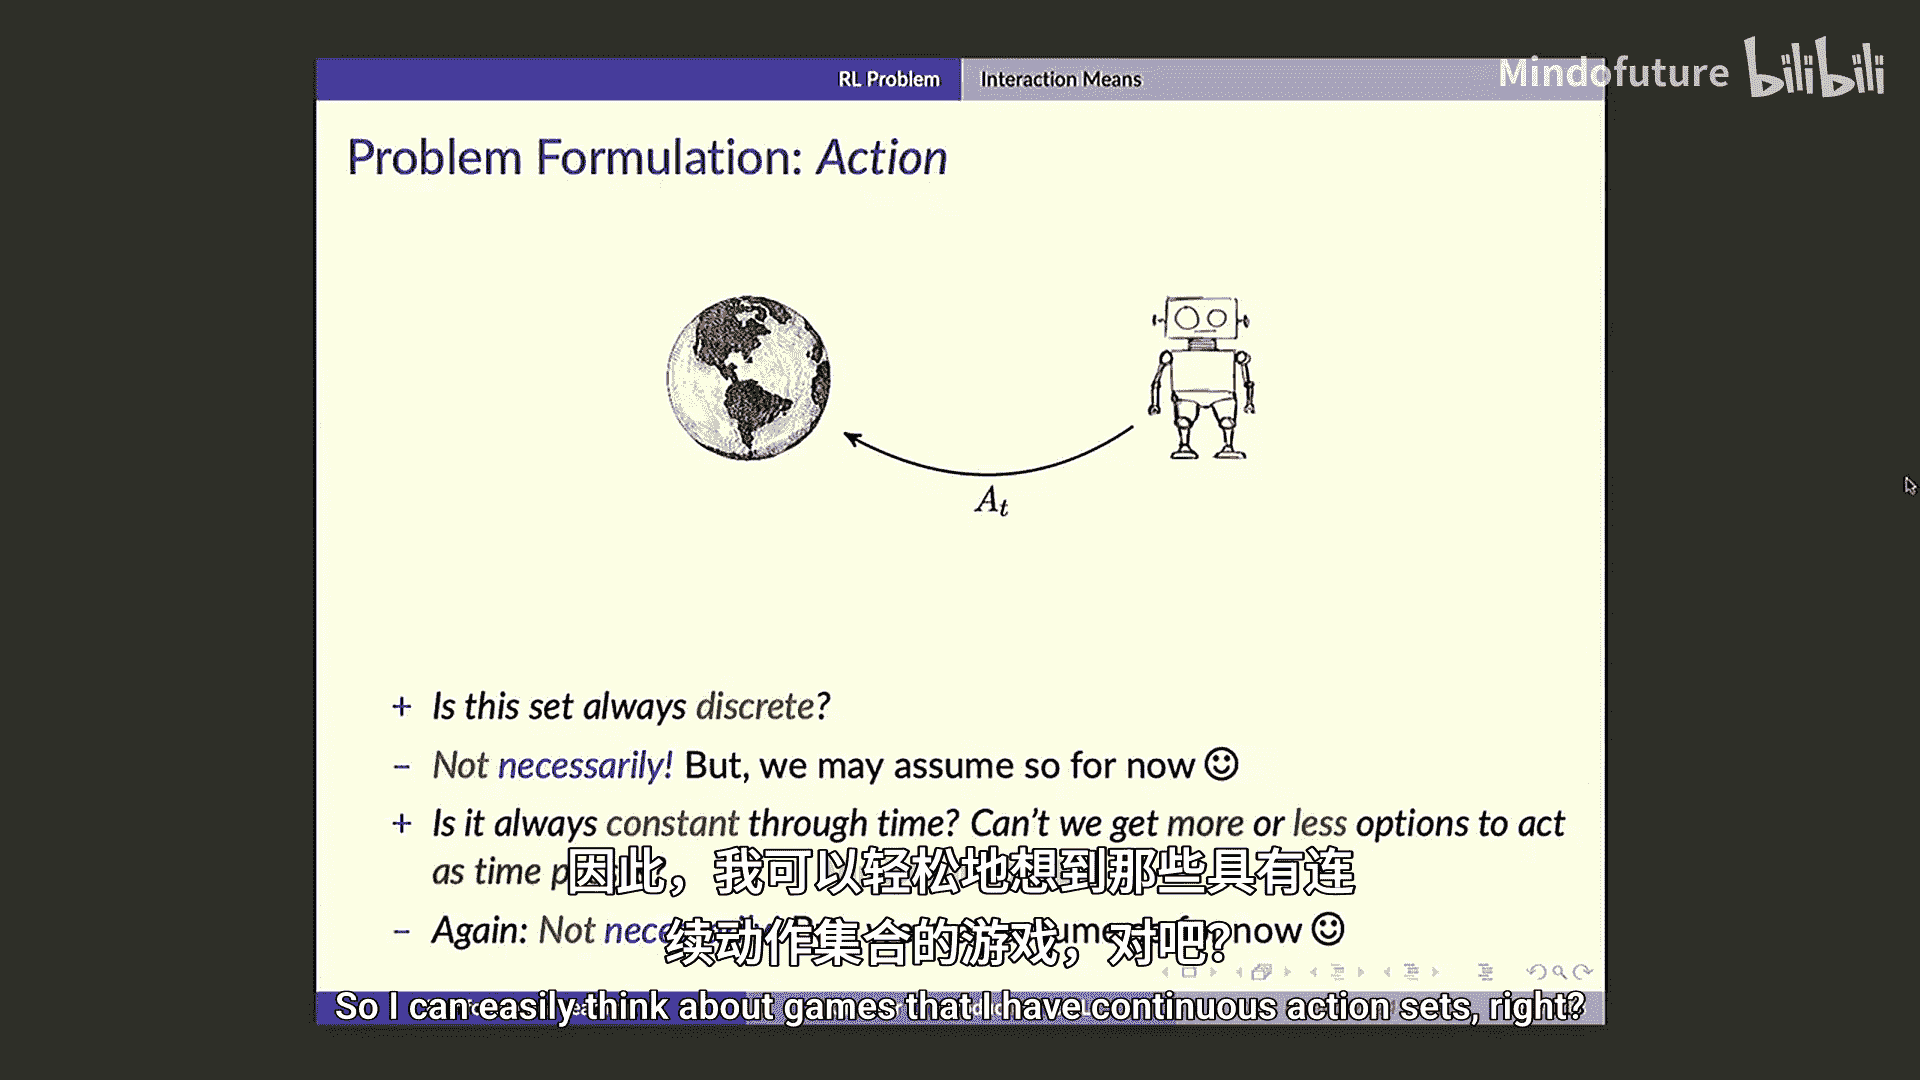 RL Problem Interaction Means
Mindofuture bilibili
Problem Formulation: Action
A_t
+ Is this set always discrete?
– Not necessarily! But, we may assume so for now ☺
+ Is it always constant through time? Can't we get more or less options to act
as time
因此，我可以轻松地想到那些具有连
– Again: Not now ☺
续动作集合的游戏，对吧？
So I can easily think about games that I have continuous action sets, right?